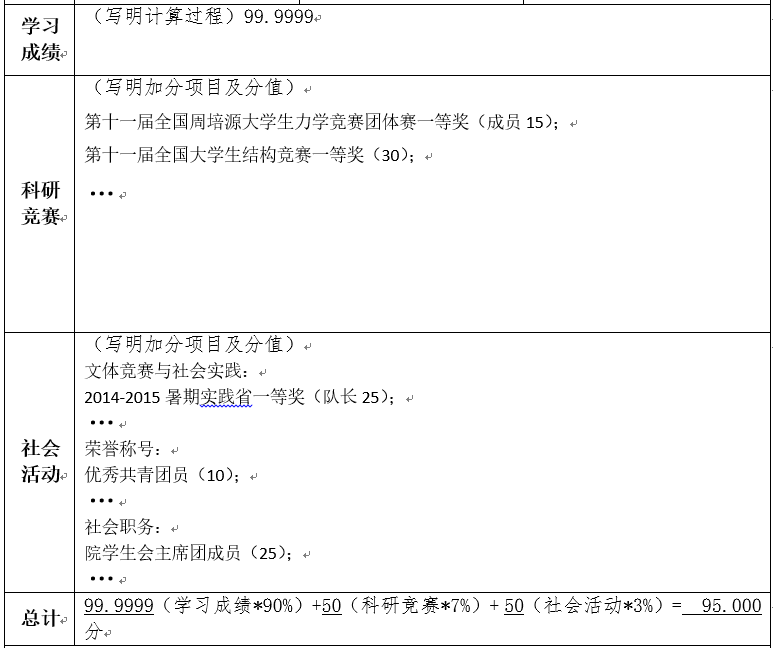 学习
成绩
（写明计算过程）99.9999
科研
竞赛
（写明加分项目及分值）
第十一届全国周培源大学生力学竞赛团体赛一等奖（成员 15）；
第十一届全国大学生结构竞赛一等奖（30）；
…
社会
活动
（写明加分项目及分值）
文体竞赛与社会实践：
2014-2015 暑期实践省一等奖（队长 25）；
…
荣誉称号：
优秀共青团员（10）；
…
社会职务：
院学生会主席团成员（25）；
…
总计
99.9999（学习成绩*90%）+50（科研竞赛*7%）+ 50（社会活动*3%）= 95.000
分